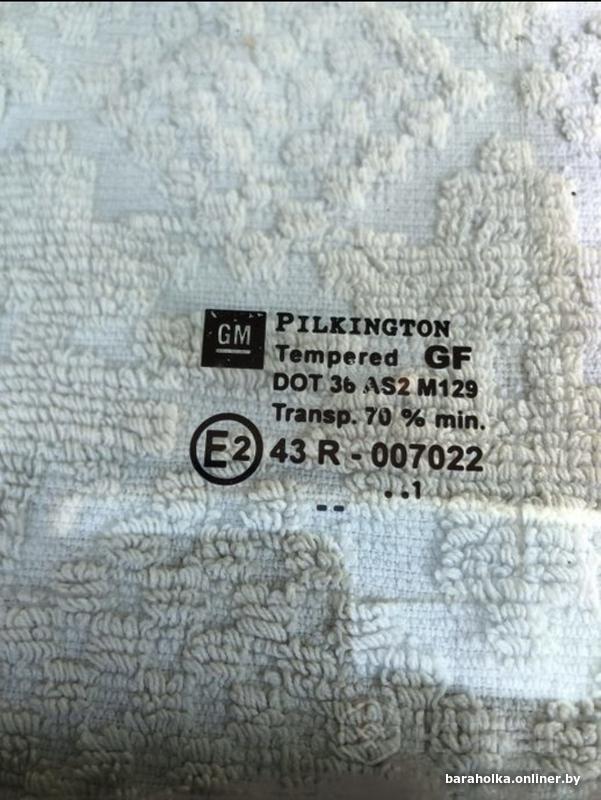 GM
PILKINGTON
Tempered GF
DOT 36 AS2 M129
Transp. 70 % min.
E2 43 R - 007022
. . 1
- -
baraholka.onliner.by